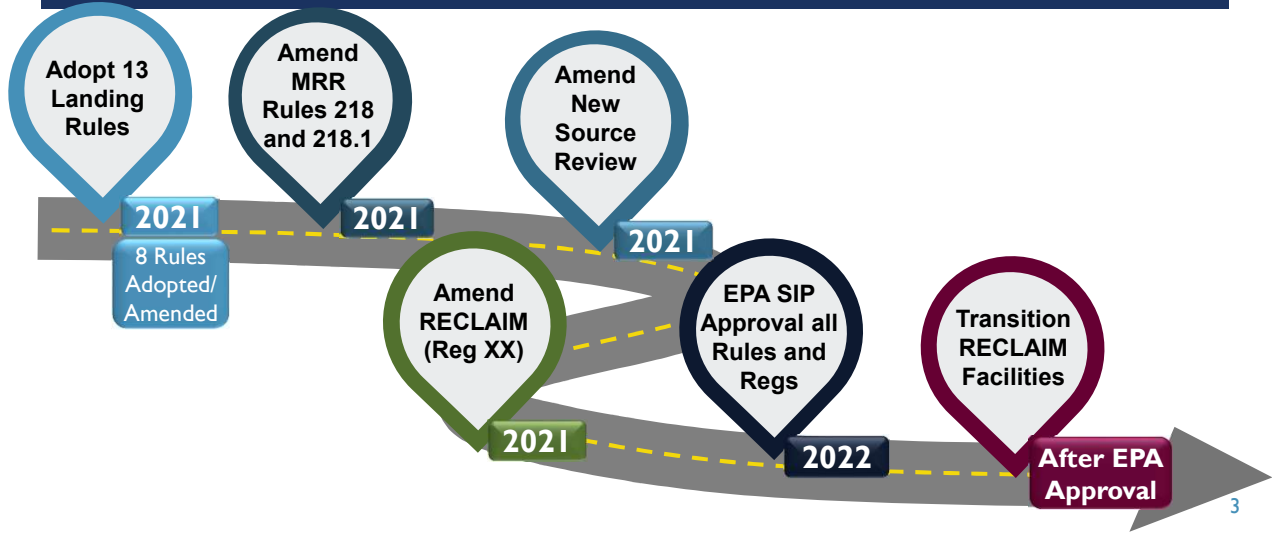 Adopt 13
Landing
Rules
2021
8 Rules
Adopted/
Amended
Amend
MRR
Rules 218
and 218.1
2021
Amend
New
Source
Review
2021
Amend
RECLAIM
(Reg XX)
2021
EPA SIP
Approval all
Rules and
Regs
2022
Transition
RECLAIM
Facilities
After EPA
Approval
3